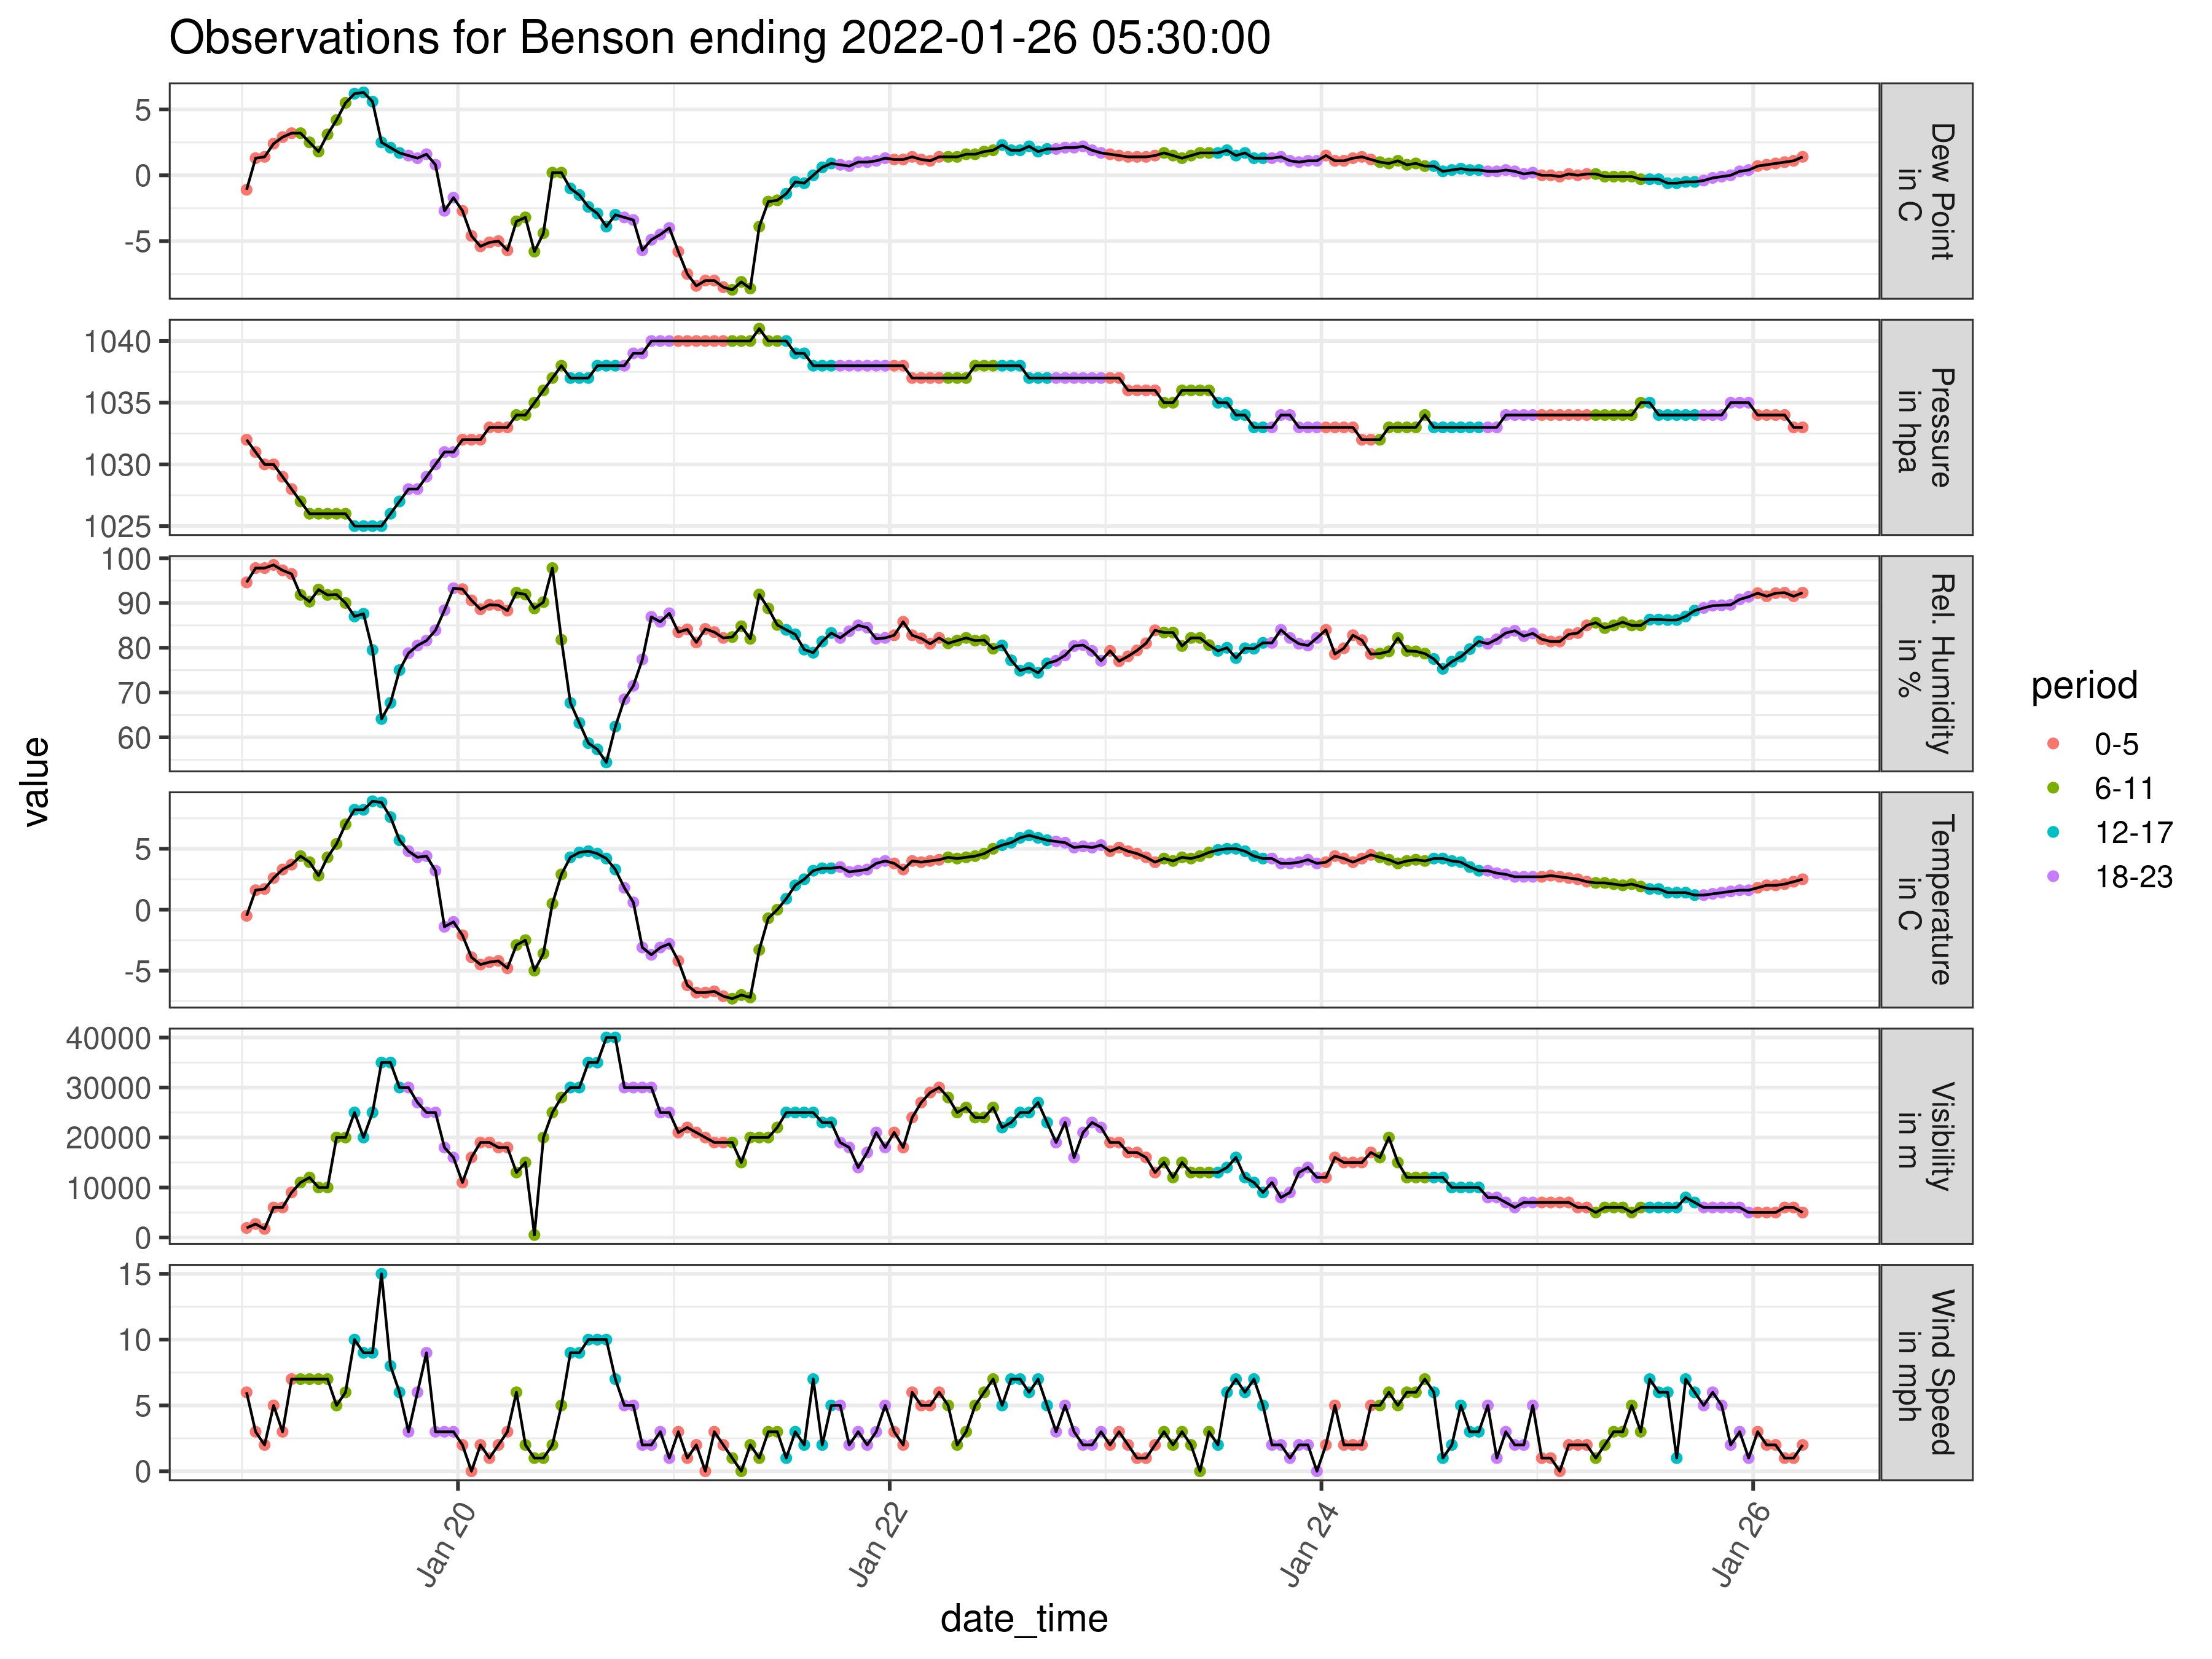 Observations for Benson ending 2022-01-26 05:30:00
value
5
0
-5
Dew Point
in C
1040
1035
1030
1025
Pressure
in hpa
100
90
80
70
60
Rel. Humidity
in %
5
0
-5
Temperature
in C
40000
30000
20000
10000
0
Visibility
in m
15
10
5
0
Wind Speed
in mph
Jan 20
Jan 22
Jan 24
Jan 26
date_time
period
0-5
6-11
12-17
18-23